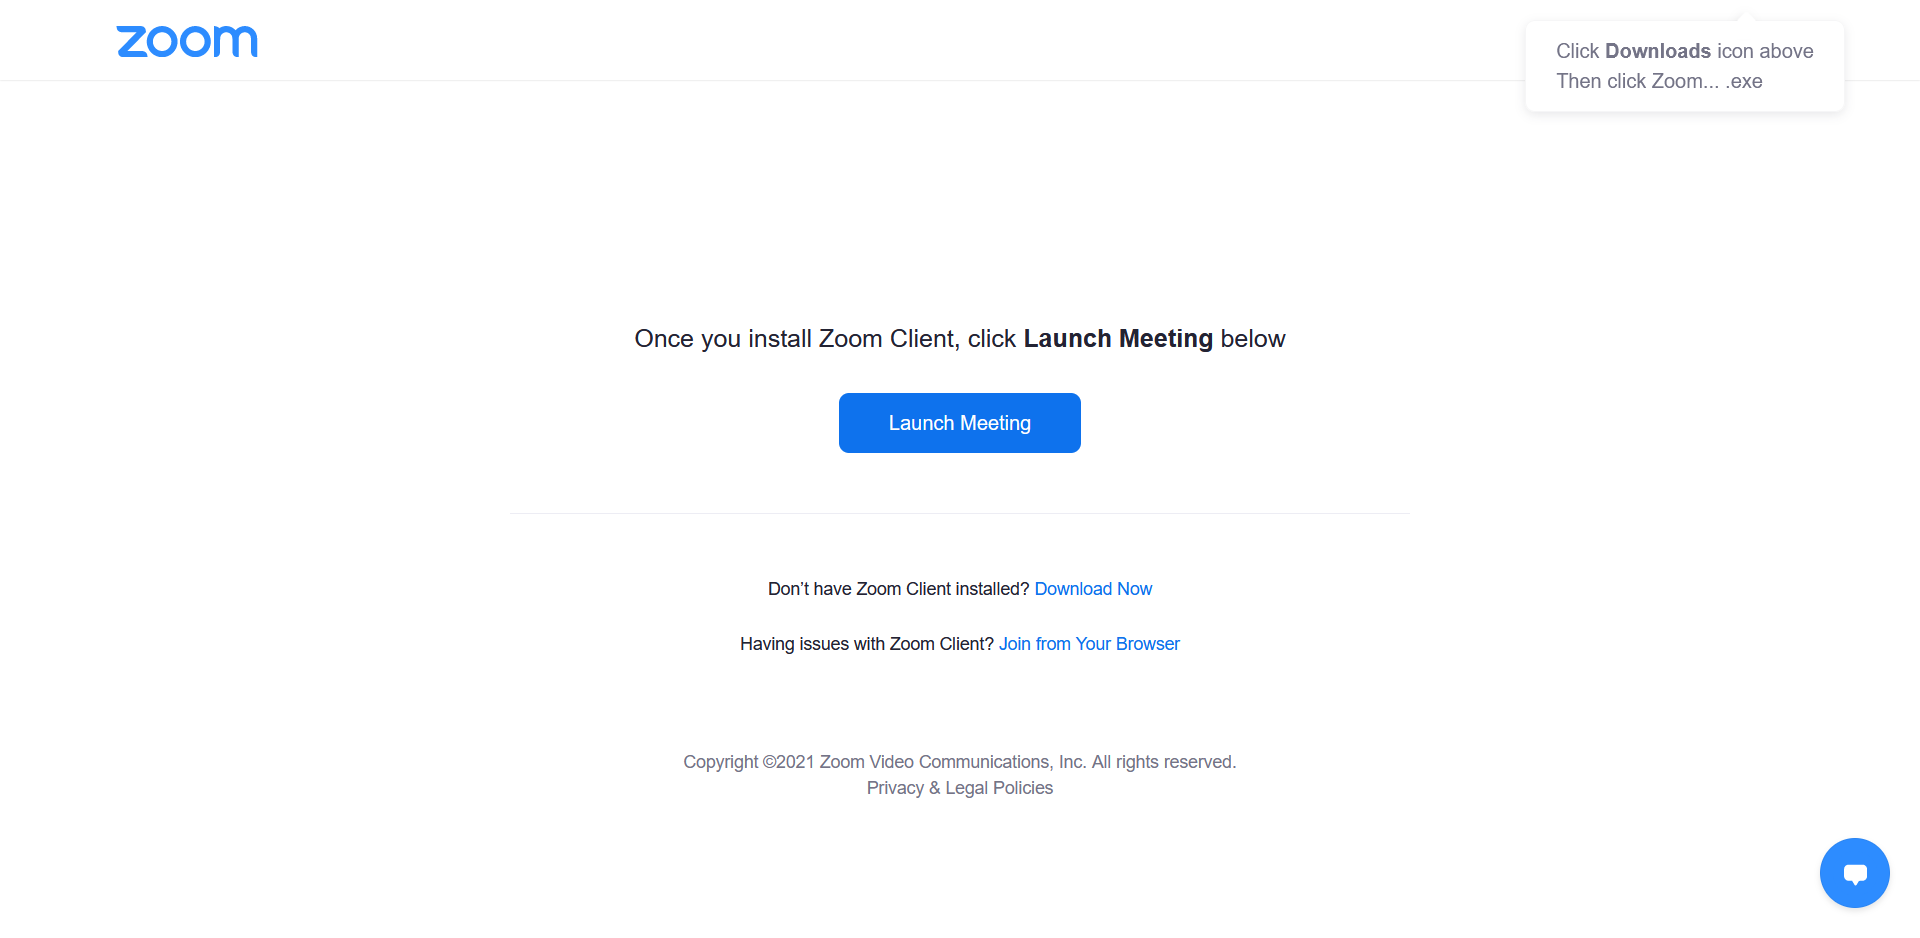 zoom
Click Downloads icon above
Then click Zoom... .exe
Once you install Zoom Client, click Launch Meeting below
Launch Meeting
Don’t have Zoom Client installed? Download Now
Having issues with Zoom Client? Join from Your Browser
Copyright ©2021 Zoom Video Communications, Inc. All rights reserved.
Privacy & Legal Policies